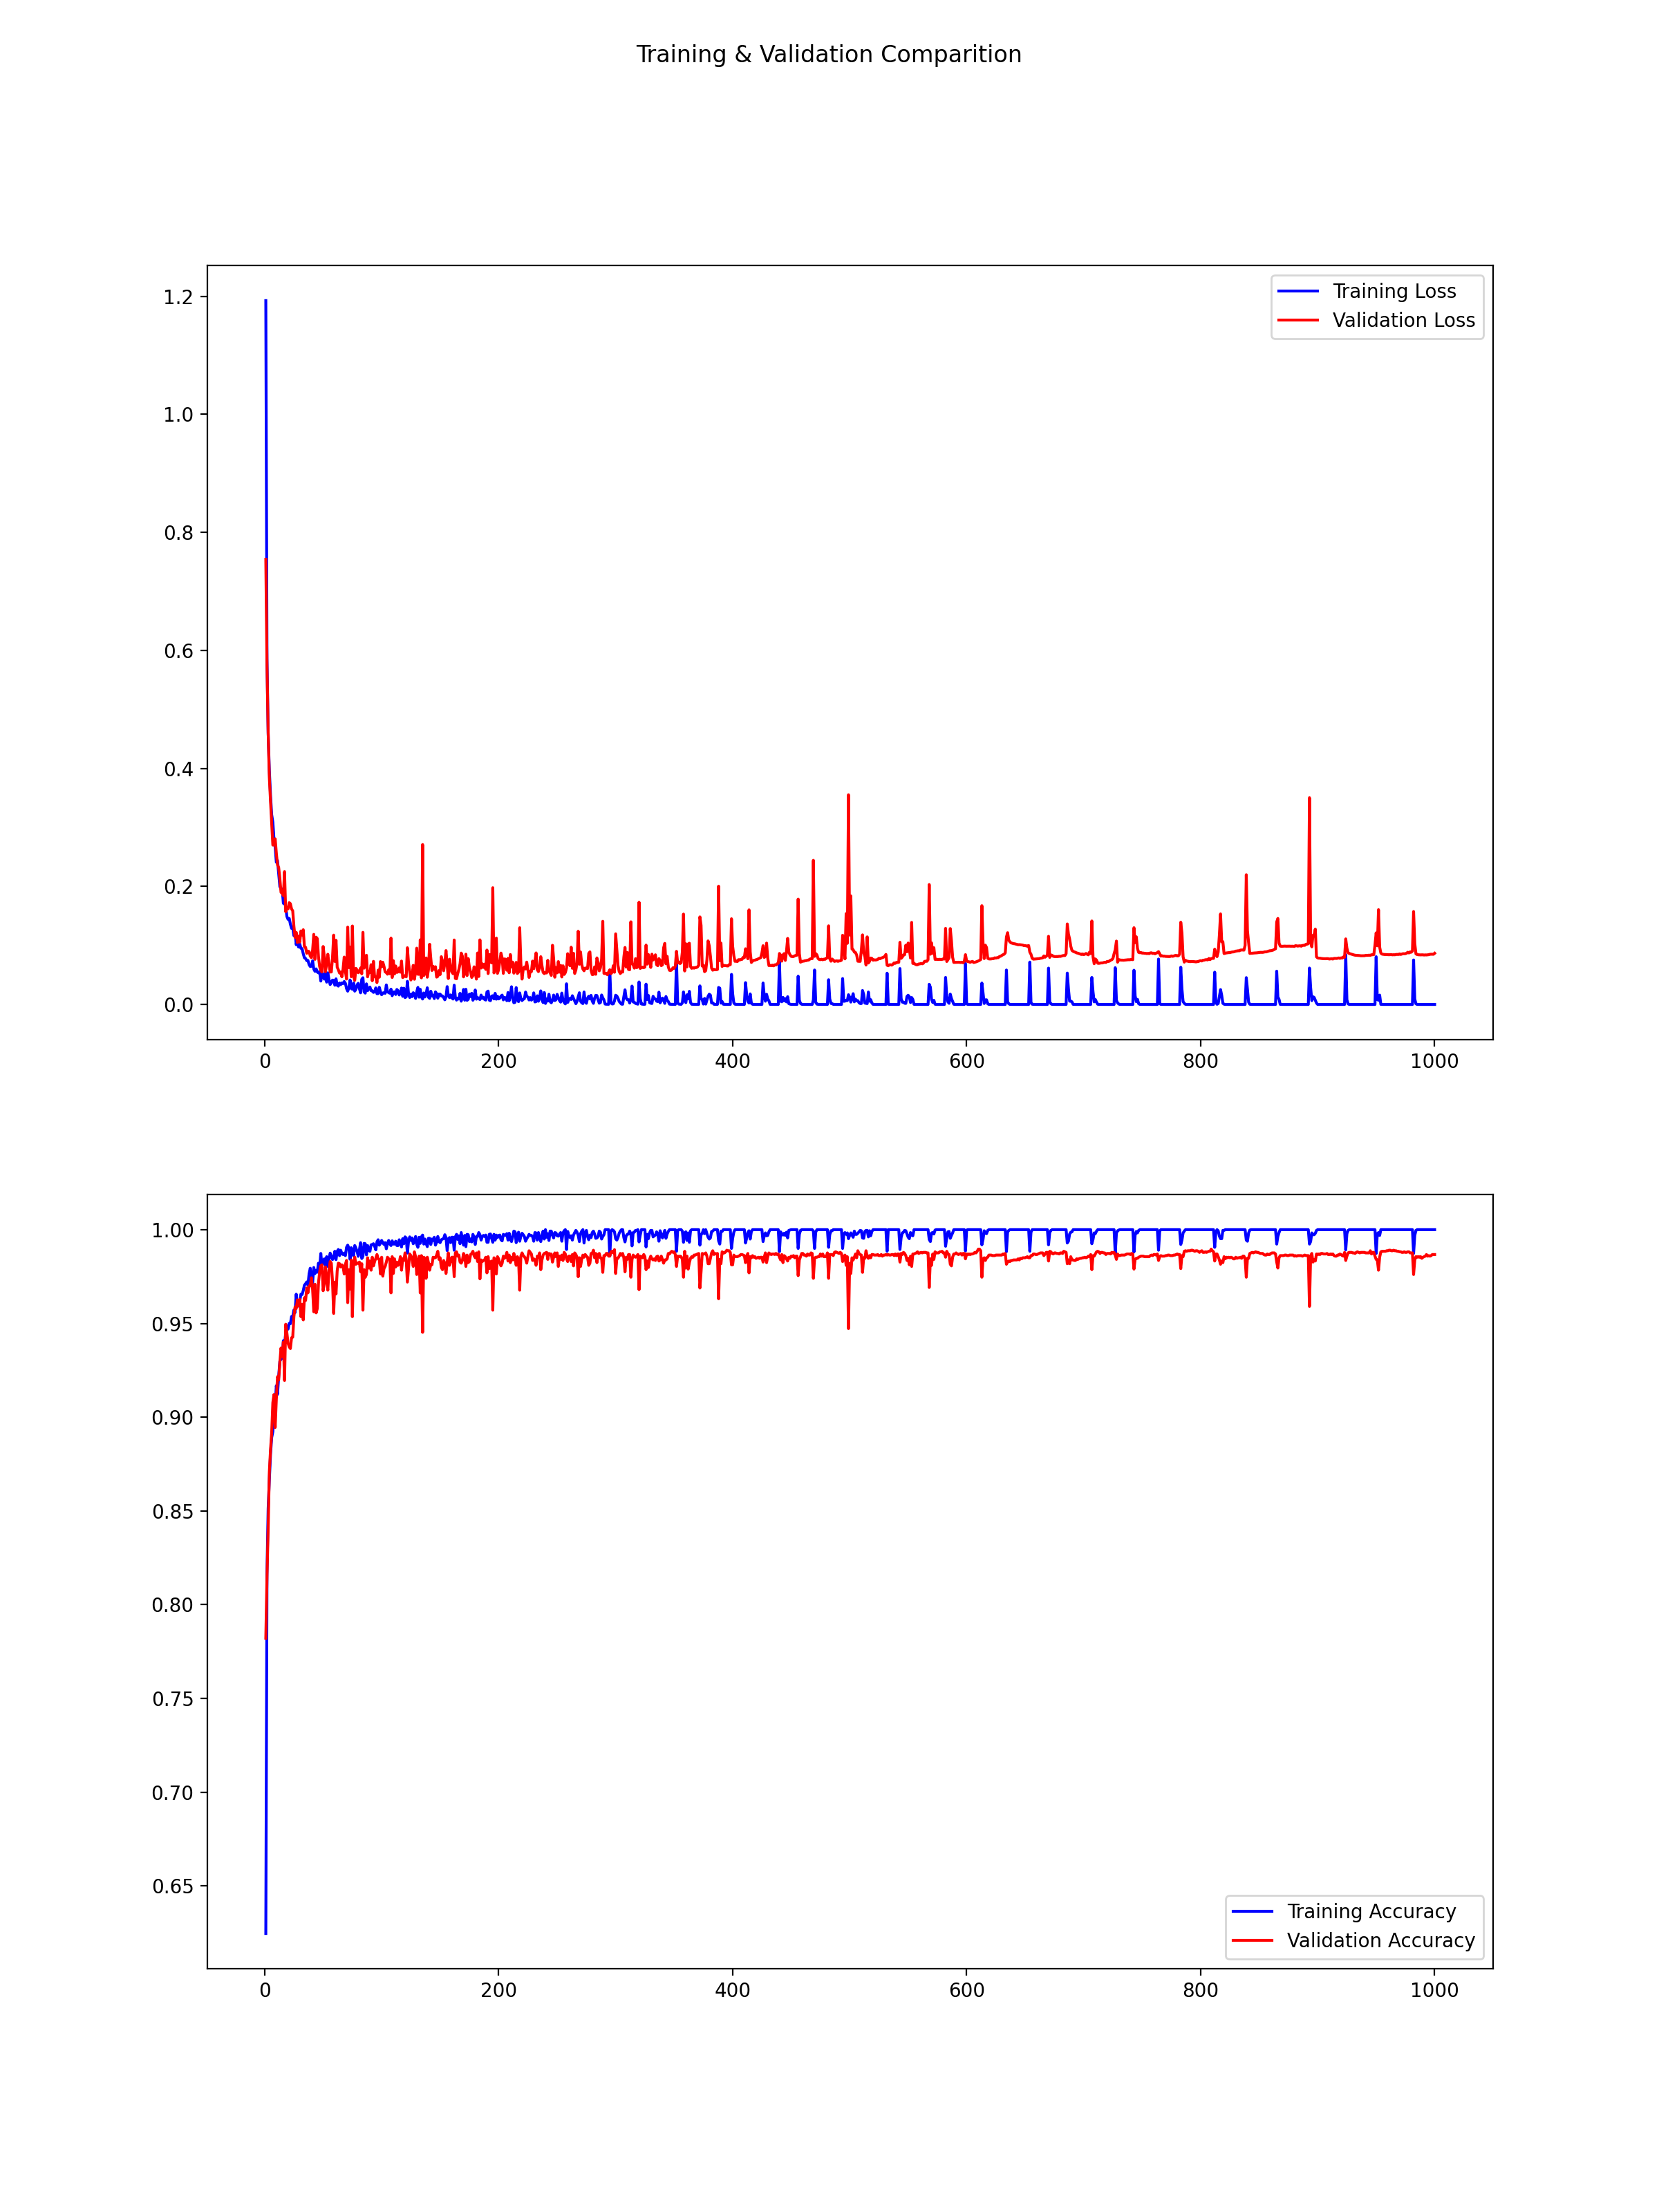 Training & Validation Comparition
Training Loss
Validation Loss
1.2
1.0
0.8
0.6
0.4
0.2
0.0
0 200 400 600 800 1000
1.00
0.95
0.90
0.85
0.80
0.75
0.70
0.65
Training Accuracy
Validation Accuracy
0 200 400 600 800 1000